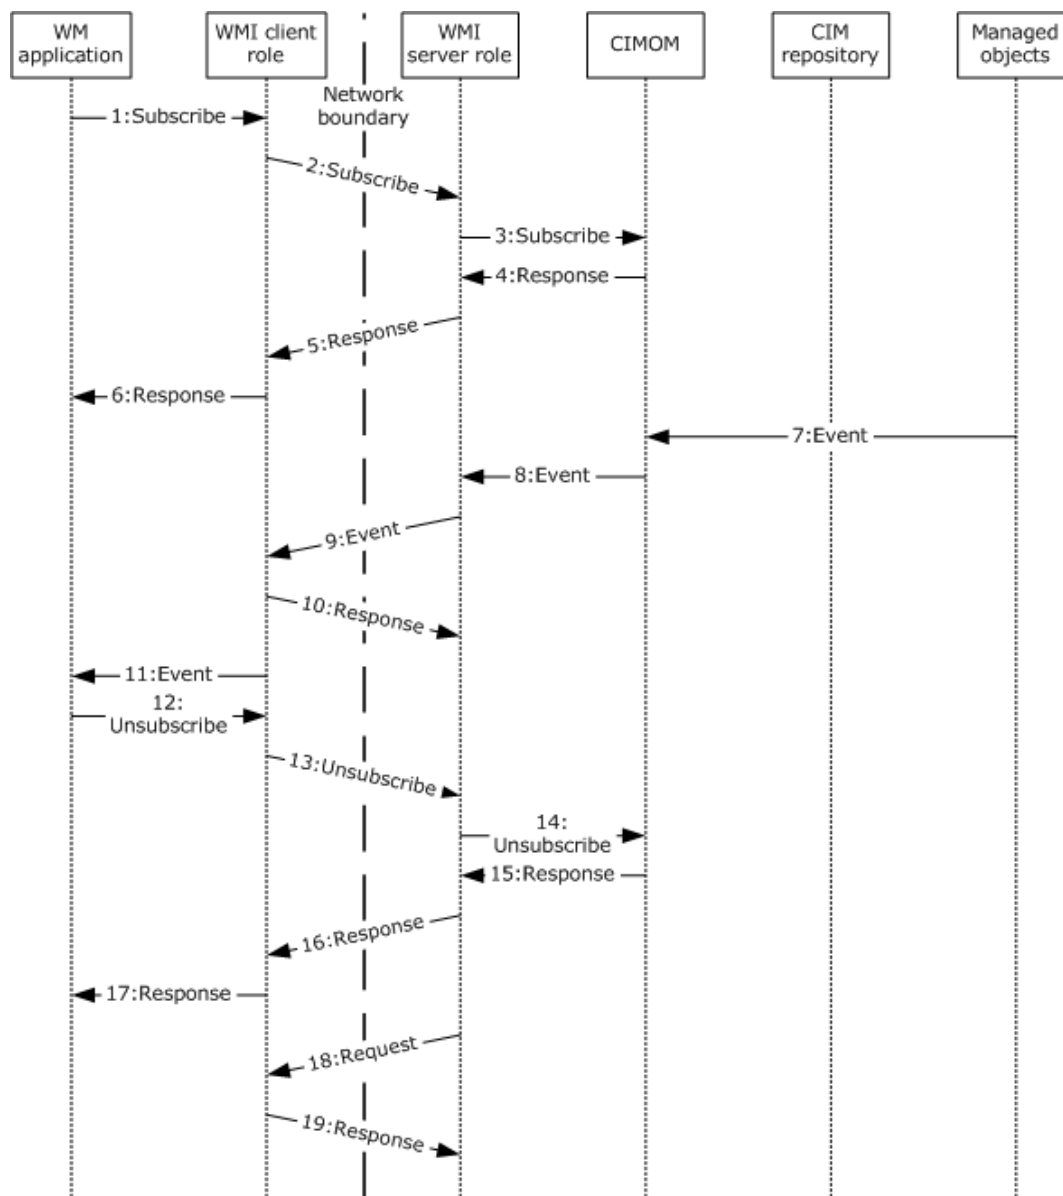 WM
application
WMI client
role
WMI
server role
CIMOM
CIM
repository
Managed
objects
Network
boundary
1:Subscribe
2:Subscribe
3:Subscribe
4:Response
5:Response
6:Response
7:Event
8:Event
9:Event
10:Response
11:Event
12:
Unsubscribe
13:Unsubscribe
14:
Unsubscribe
15:Response
16:Response
17:Response
18:Request
19:Response